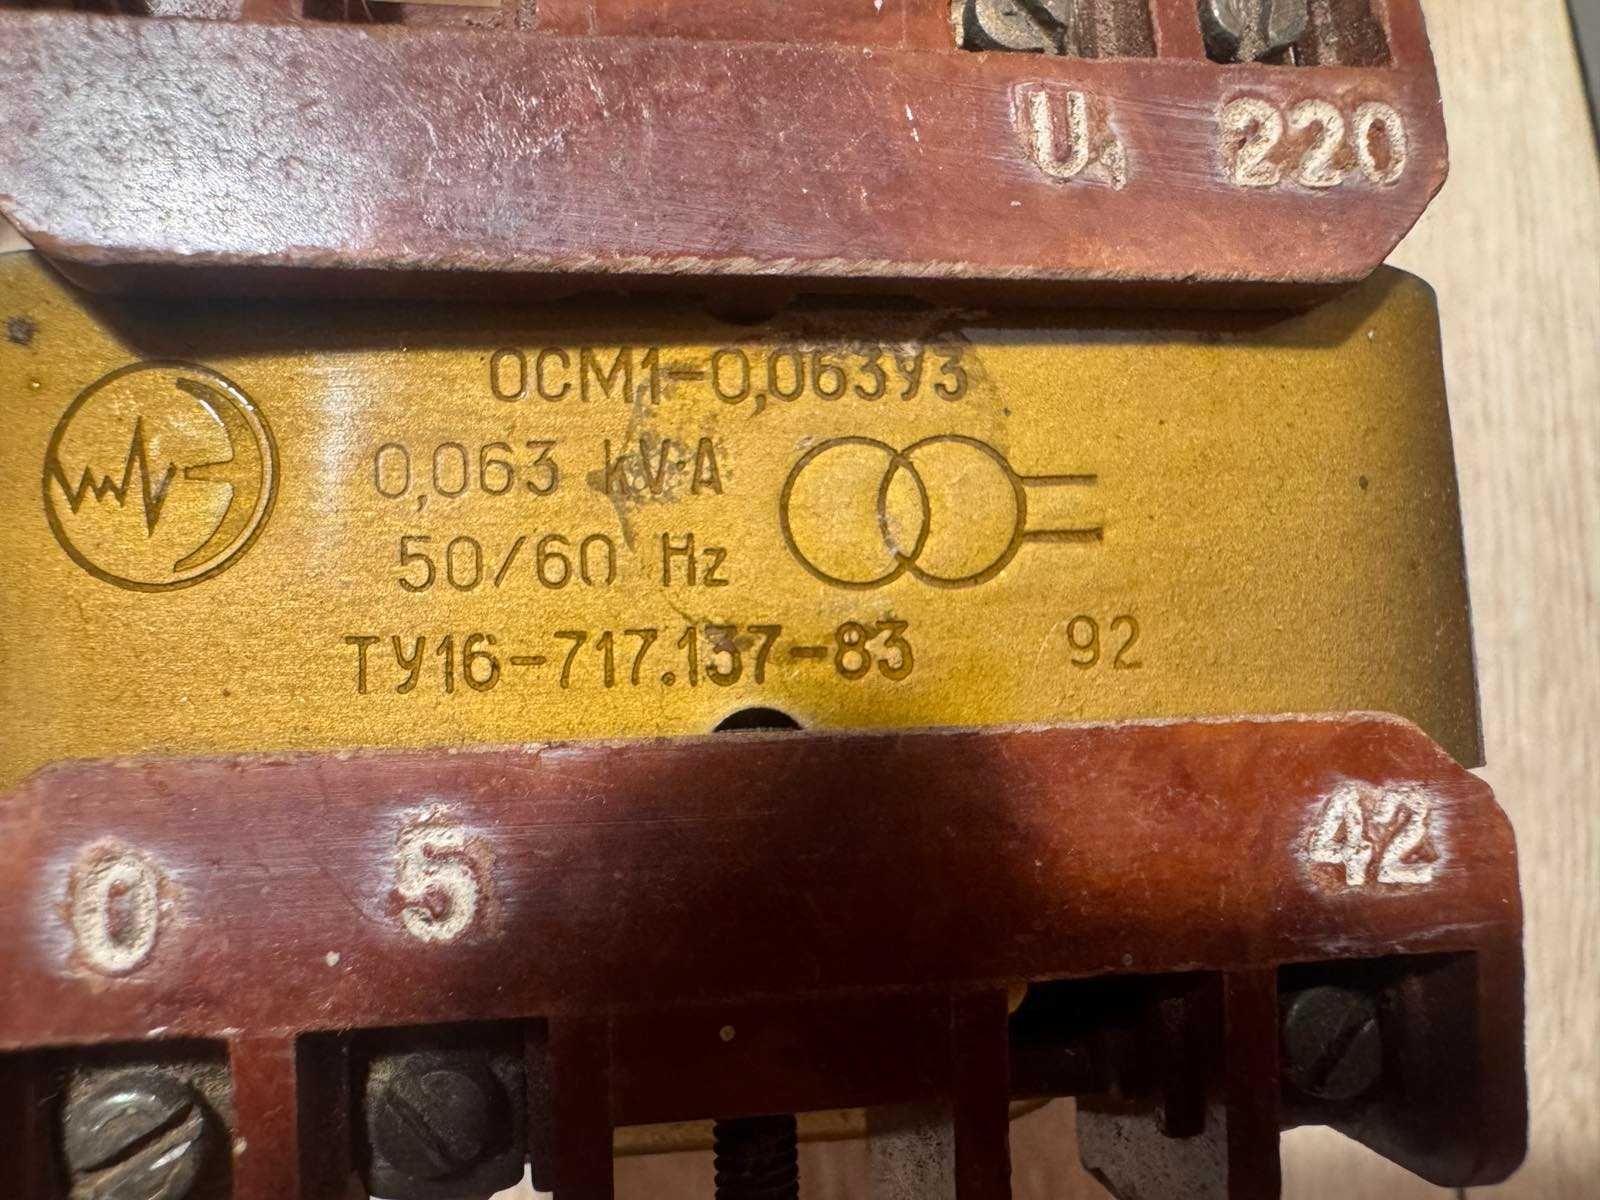 U1 220
ОСМ1-0,063У3
0,063 kV·A
50/60 Hz
ТУ16-717.137-83 92
0 5 42